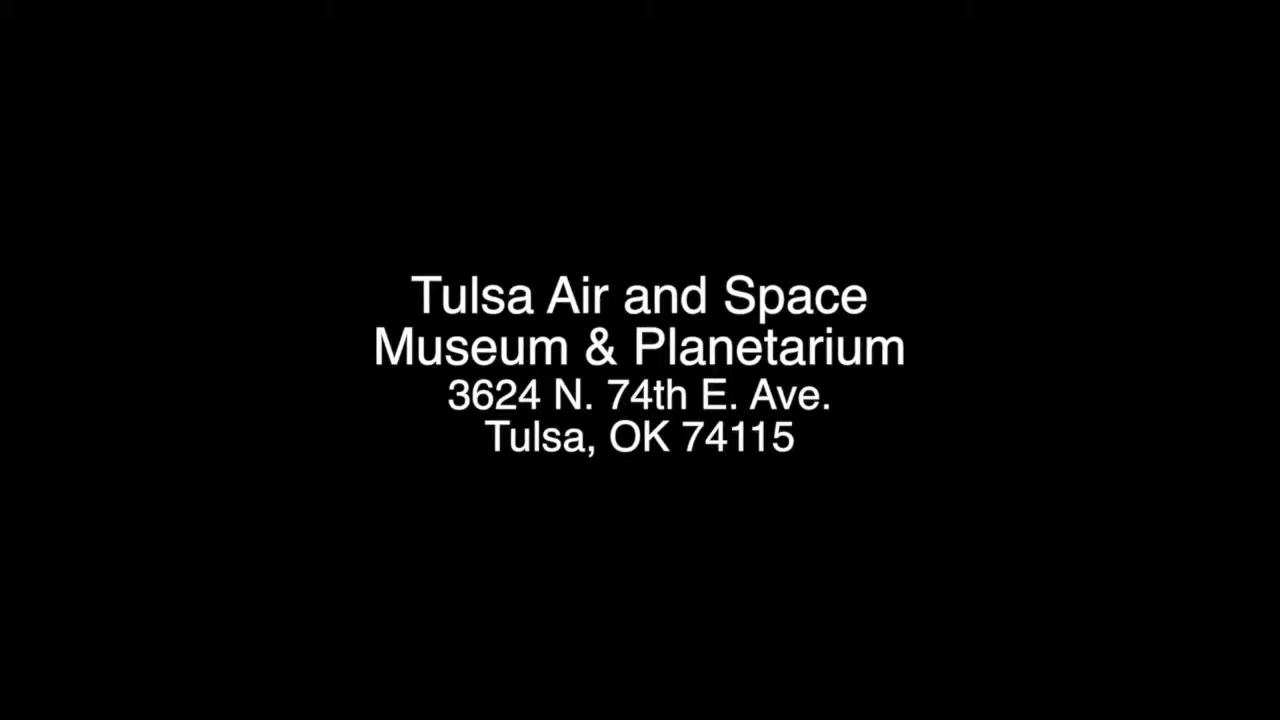 Tulsa Air and Space
Museum & Planetarium
3624 N. 74th E. Ave.
Tulsa, OK 74115